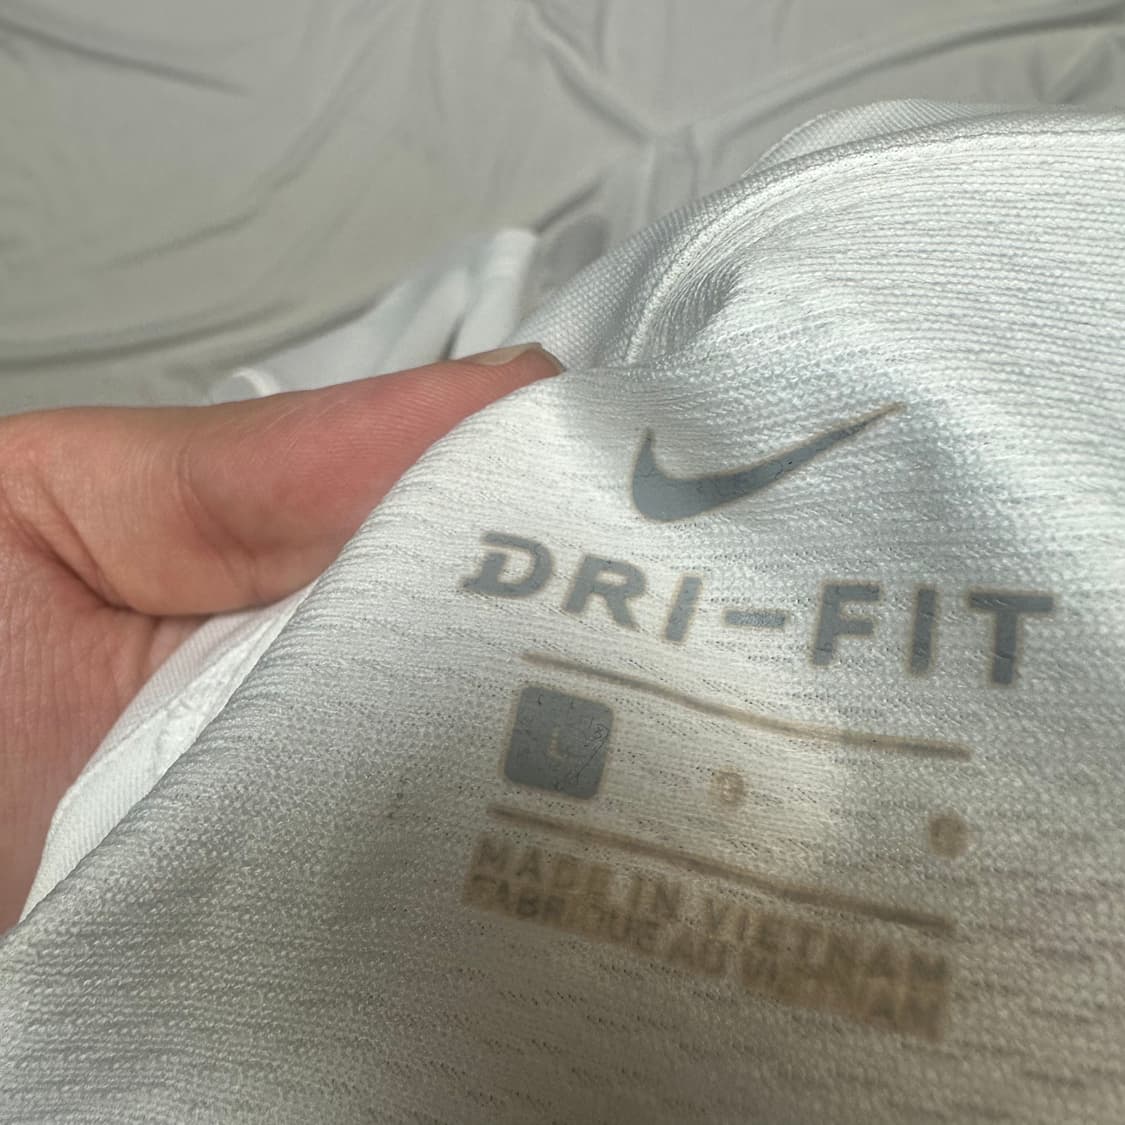 DRI-FIT
L
MADE IN VIETNAM
FABRIQUÉ AU VIETNAM